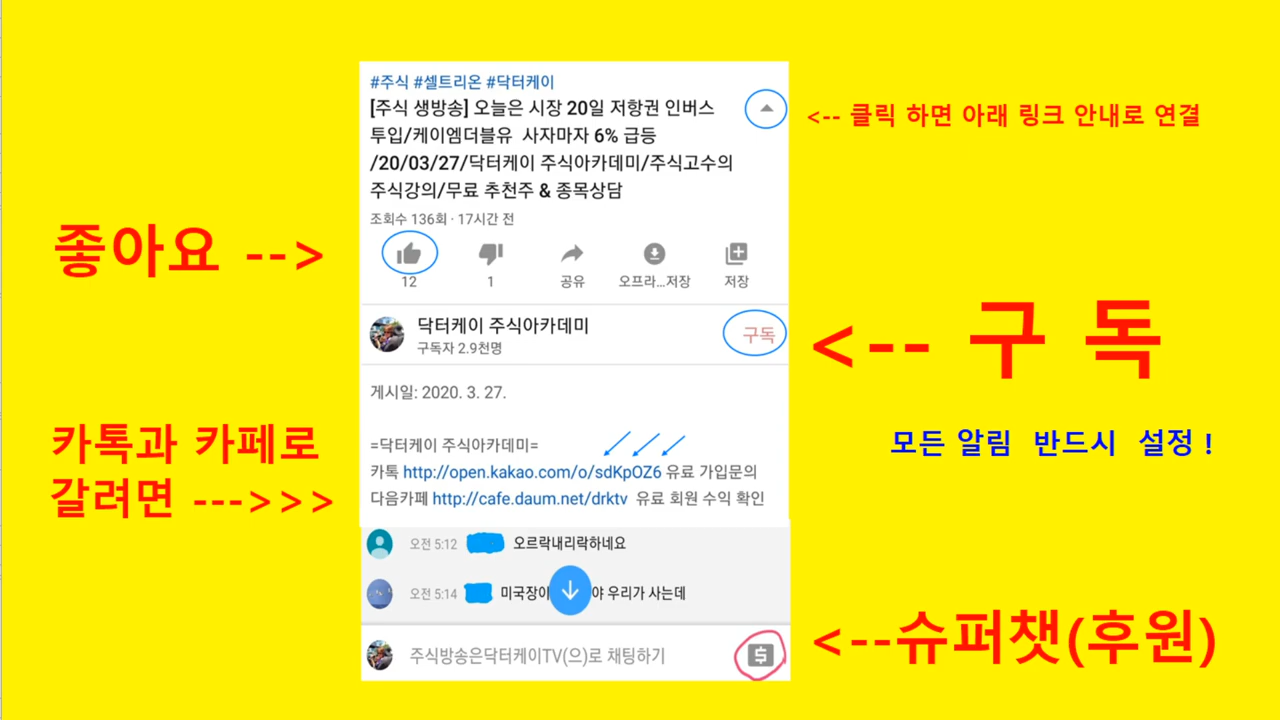 #주식 #셀트리온 #닥터케이
[주식 생방송] 오늘은 시장 20일 저항권 인버스
투입/케이엠더블유 사자마자 6% 급등
/20/03/27/닥터케이 주식아카데미/주식고수의
주식강의/무료 추천주 & 종목상담
조회수 136회 · 17시간 전
<-- 클릭 하면 아래 링크 안내로 연결
좋아요 -->
12
1
공유
오프라...저장
저장
닥터케이 주식아카데미
구독자 2.9천명
구독
<-- 구 독
모든 알림 반드시 설정 !
게시일: 2020. 3. 27.
카톡과 카페로
갈려면 --->>>
=닥터케이 주식아카데미=
카톡 http://open.kakao.com/o/sdKpOZ6 유료 가입문의
다음카페 http://cafe.daum.net/drktv 유료 회원 수익 확인
오전 5:12 오르락내리락하네요
오전 5:14 미국장이 야 우리가 사는데
주식방송은닥터케이TV(으)로 채팅하기
<--슈퍼챗(후원)